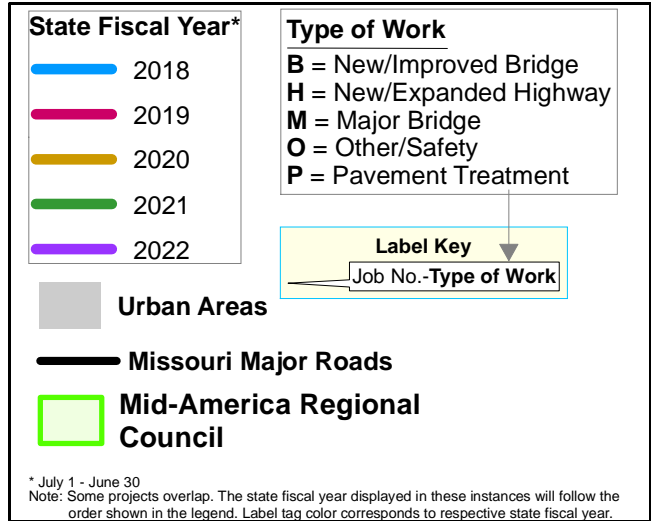 State Fiscal Year*
2018
2019
2020
2021
2022
Type of Work
B = New/Improved Bridge
H = New/Expanded Highway
M = Major Bridge
O = Other/Safety
P = Pavement Treatment
Label Key
Job No.-Type of Work
Urban Areas
Missouri Major Roads
Mid-America Regional
Council
* July 1 - June 30
Note: Some projects overlap. The state fiscal year displayed in these instances will follow the
order shown in the legend. Label tag color corresponds to respective state fiscal year.